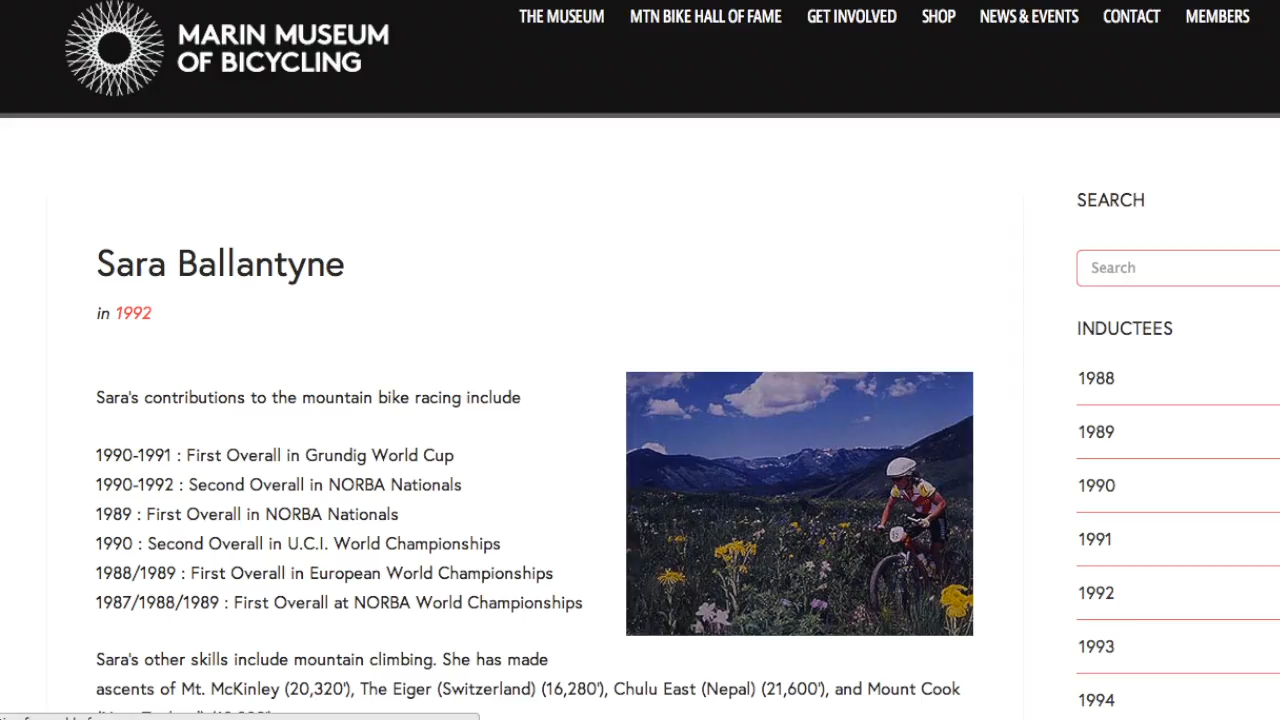 MARIN MUSEUM
OF BICYCLING
THE MUSEUM MTN BIKE HALL OF FAME GET INVOLVED SHOP NEWS & EVENTS CONTACT MEMBERS
Sara Ballantyne
in 1992
Sara's contributions to the mountain bike racing include
1990-1991 : First Overall in Grundig World Cup
1990-1992 : Second Overall in NORBA Nationals
1989 : First Overall in NORBA Nationals
1990 : Second Overall in U.C.I. World Championships
1988/1989 : First Overall in European World Championships
1987/1988/1989 : First Overall at NORBA World Championships
Sara's other skills include mountain climbing. She has made
ascents of Mt. McKinley (20,320'), The Eiger (Switzerland) (16,280'), Chulu East (Nepal) (21,600'), and Mount Cook
SEARCH
Search
INDUCTEES
1988
1989
1990
1991
1992
1993
1994